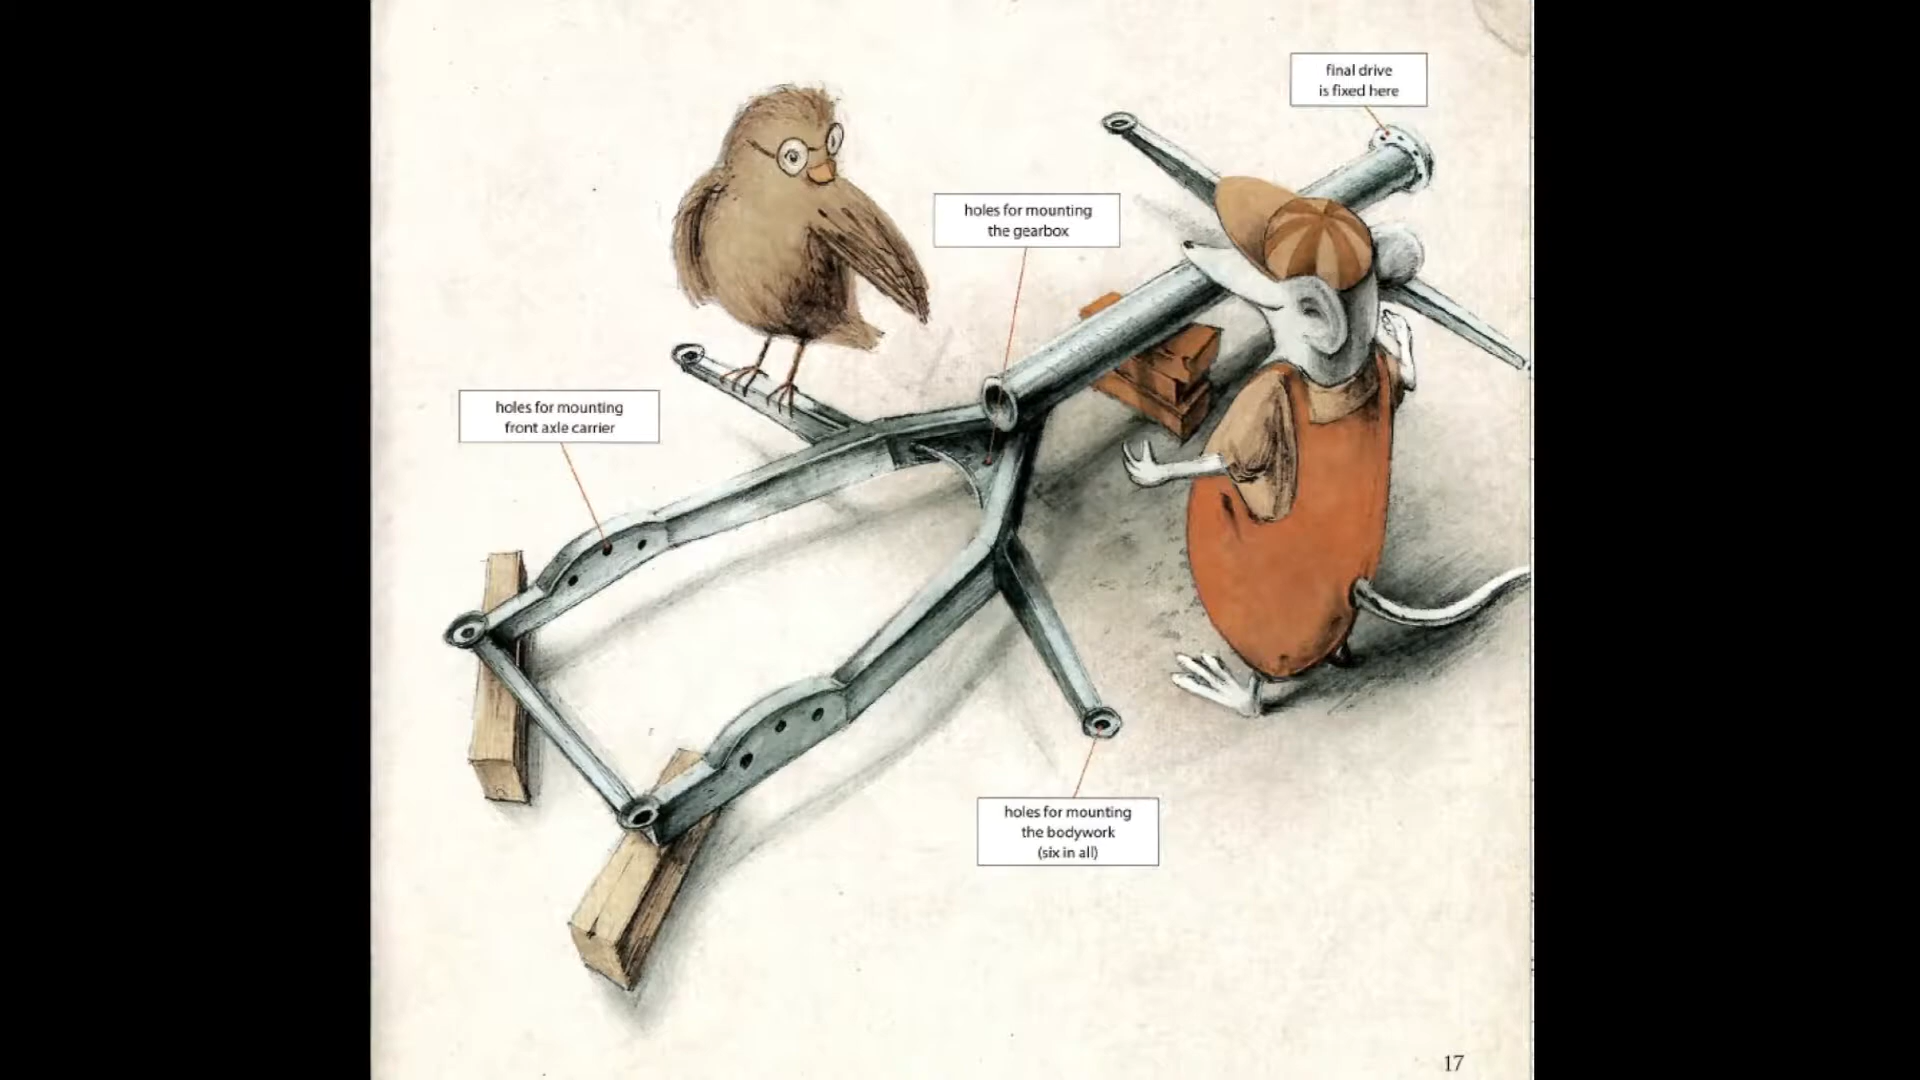 final drive
is fixed here
holes for mounting
the gearbox
holes for mounting
front axle carrier
holes for mounting
the bodywork
(six in all)
17